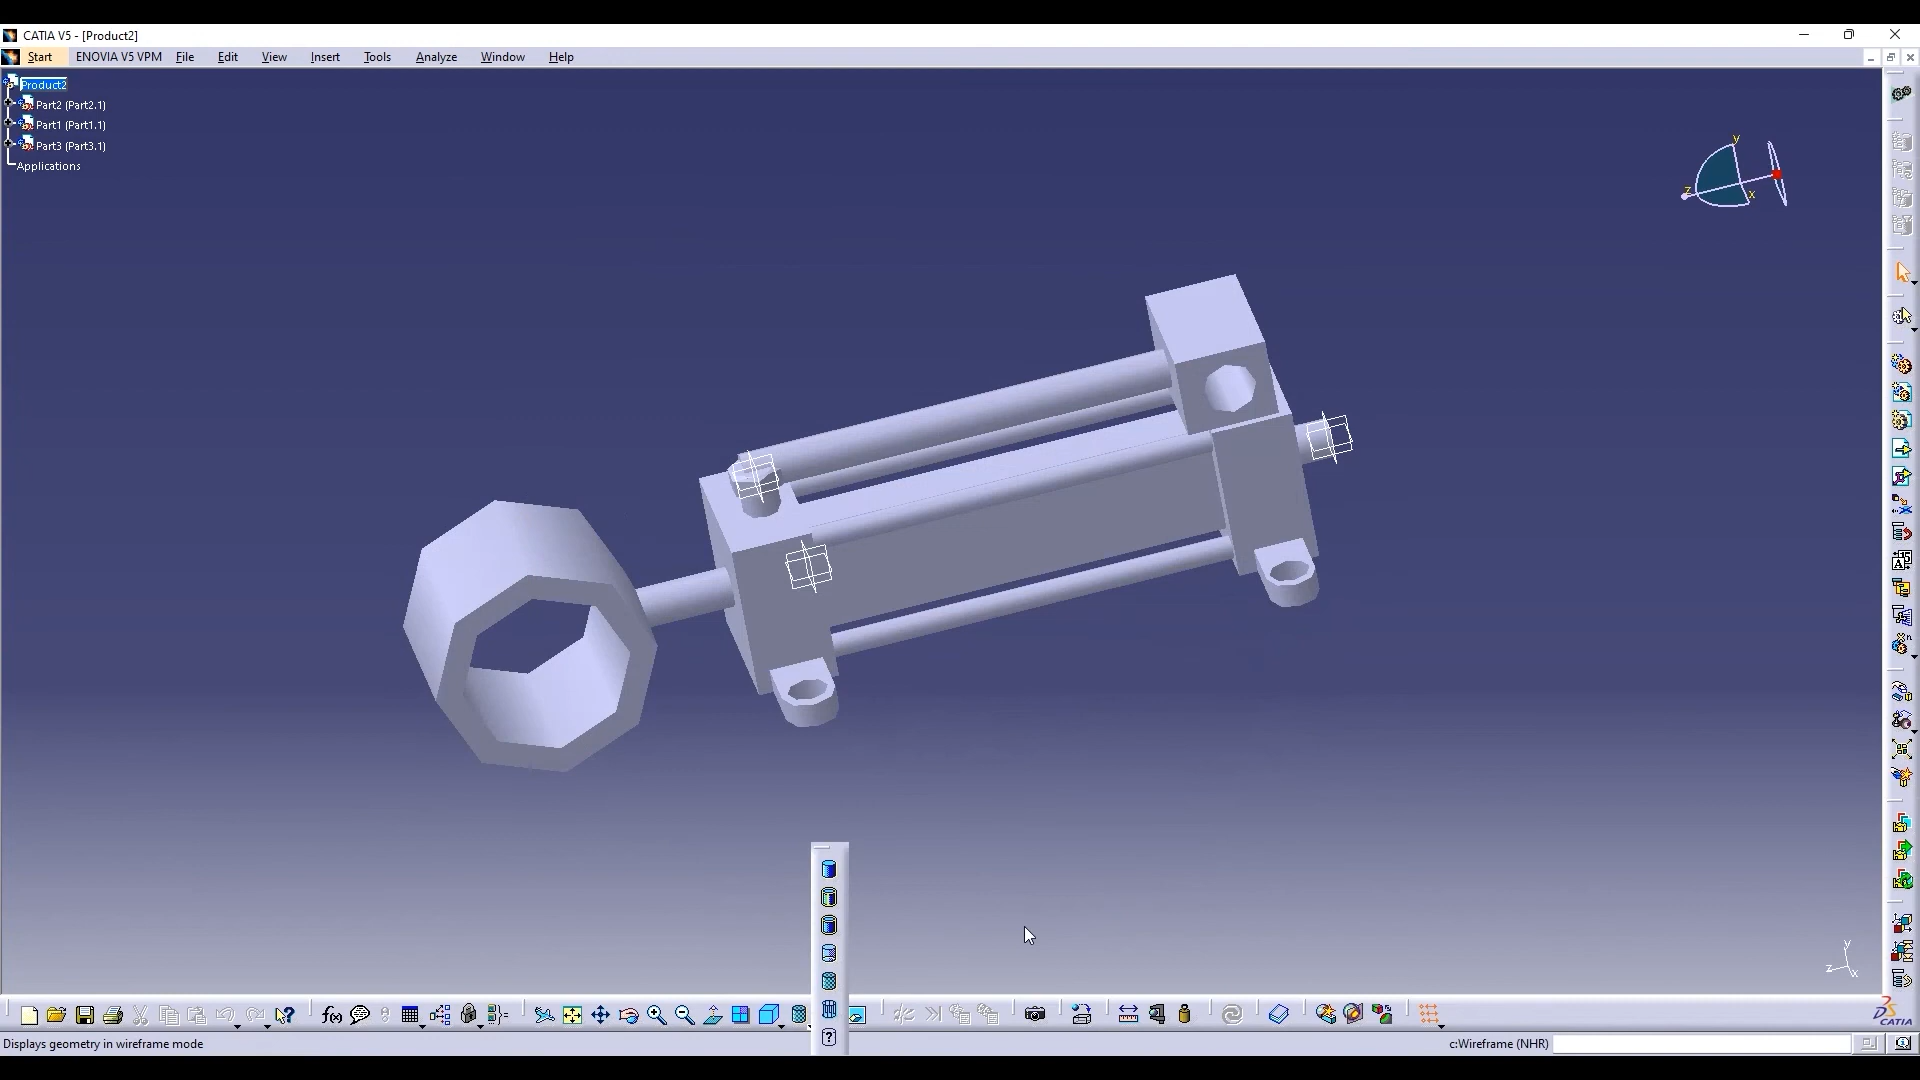 CATIA V5 - [Product2]
Start ENOVIA V5 VPM File Edit View Insert Tools Analyze Window Help
Product2
Part2 (Part2.1)
Part1 (Part1.1)
Part3 (Part3.1)
Applications
y
z
x
y
z
x
f(x)
CATIA
Displays geometry in wireframe mode
c:Wireframe (NHR)